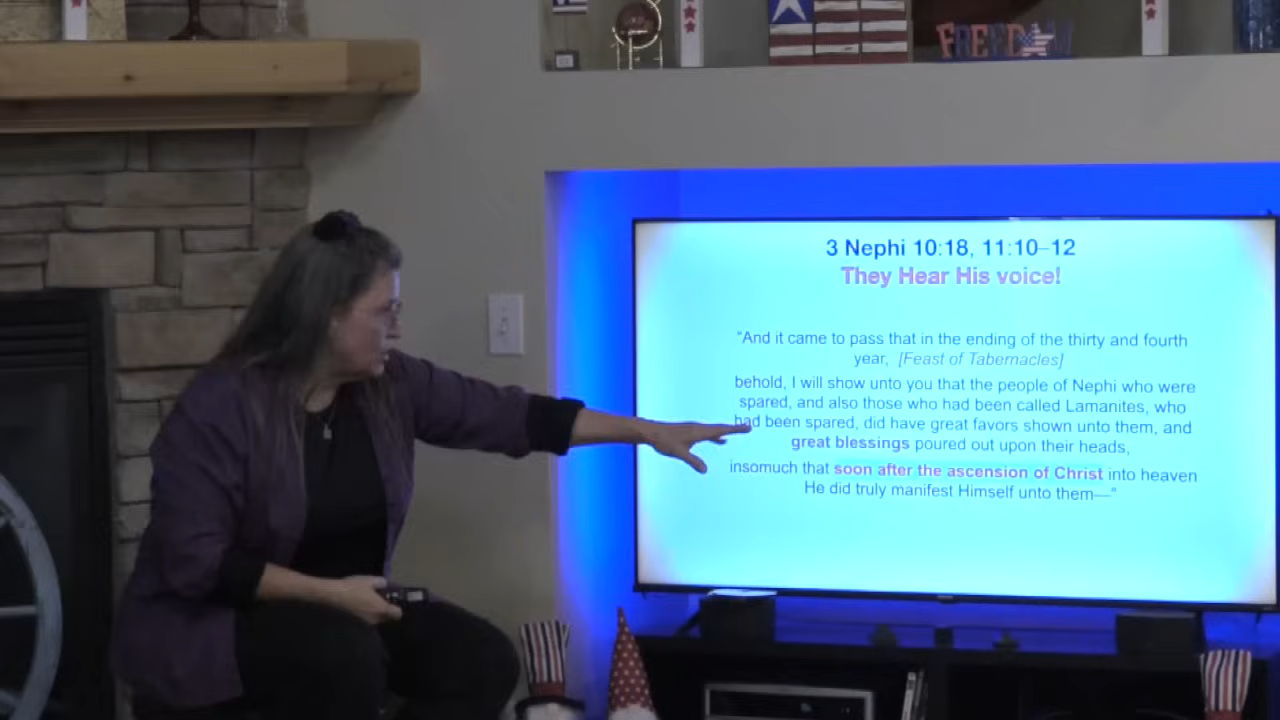 FREEDOM
3 Nephi 10:18, 11:10–12
They Hear His voice!
“And it came to pass that in the ending of the thirty and fourth
year, [Feast of Tabernacles]
behold, I will show unto you that the people of Nephi who were
spared, and also those who had been called Lamanites, who
had been spared, did have great favors shown unto them, and
great blessings poured out upon their heads,
insomuch that soon after the ascension of Christ into heaven
He did truly manifest Himself unto them—”